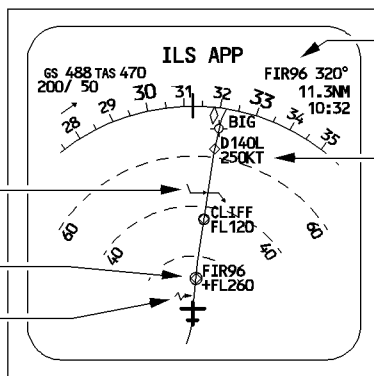 ILS APP
GS 488 TAS 470
200/ 50
FIR96 320°
11.3NM
10:32
28 29 30 31 32 33 34 35
BIG
D140L
250KT
CLIFF
FL120
60 60
40 40
FIR96
+FL260